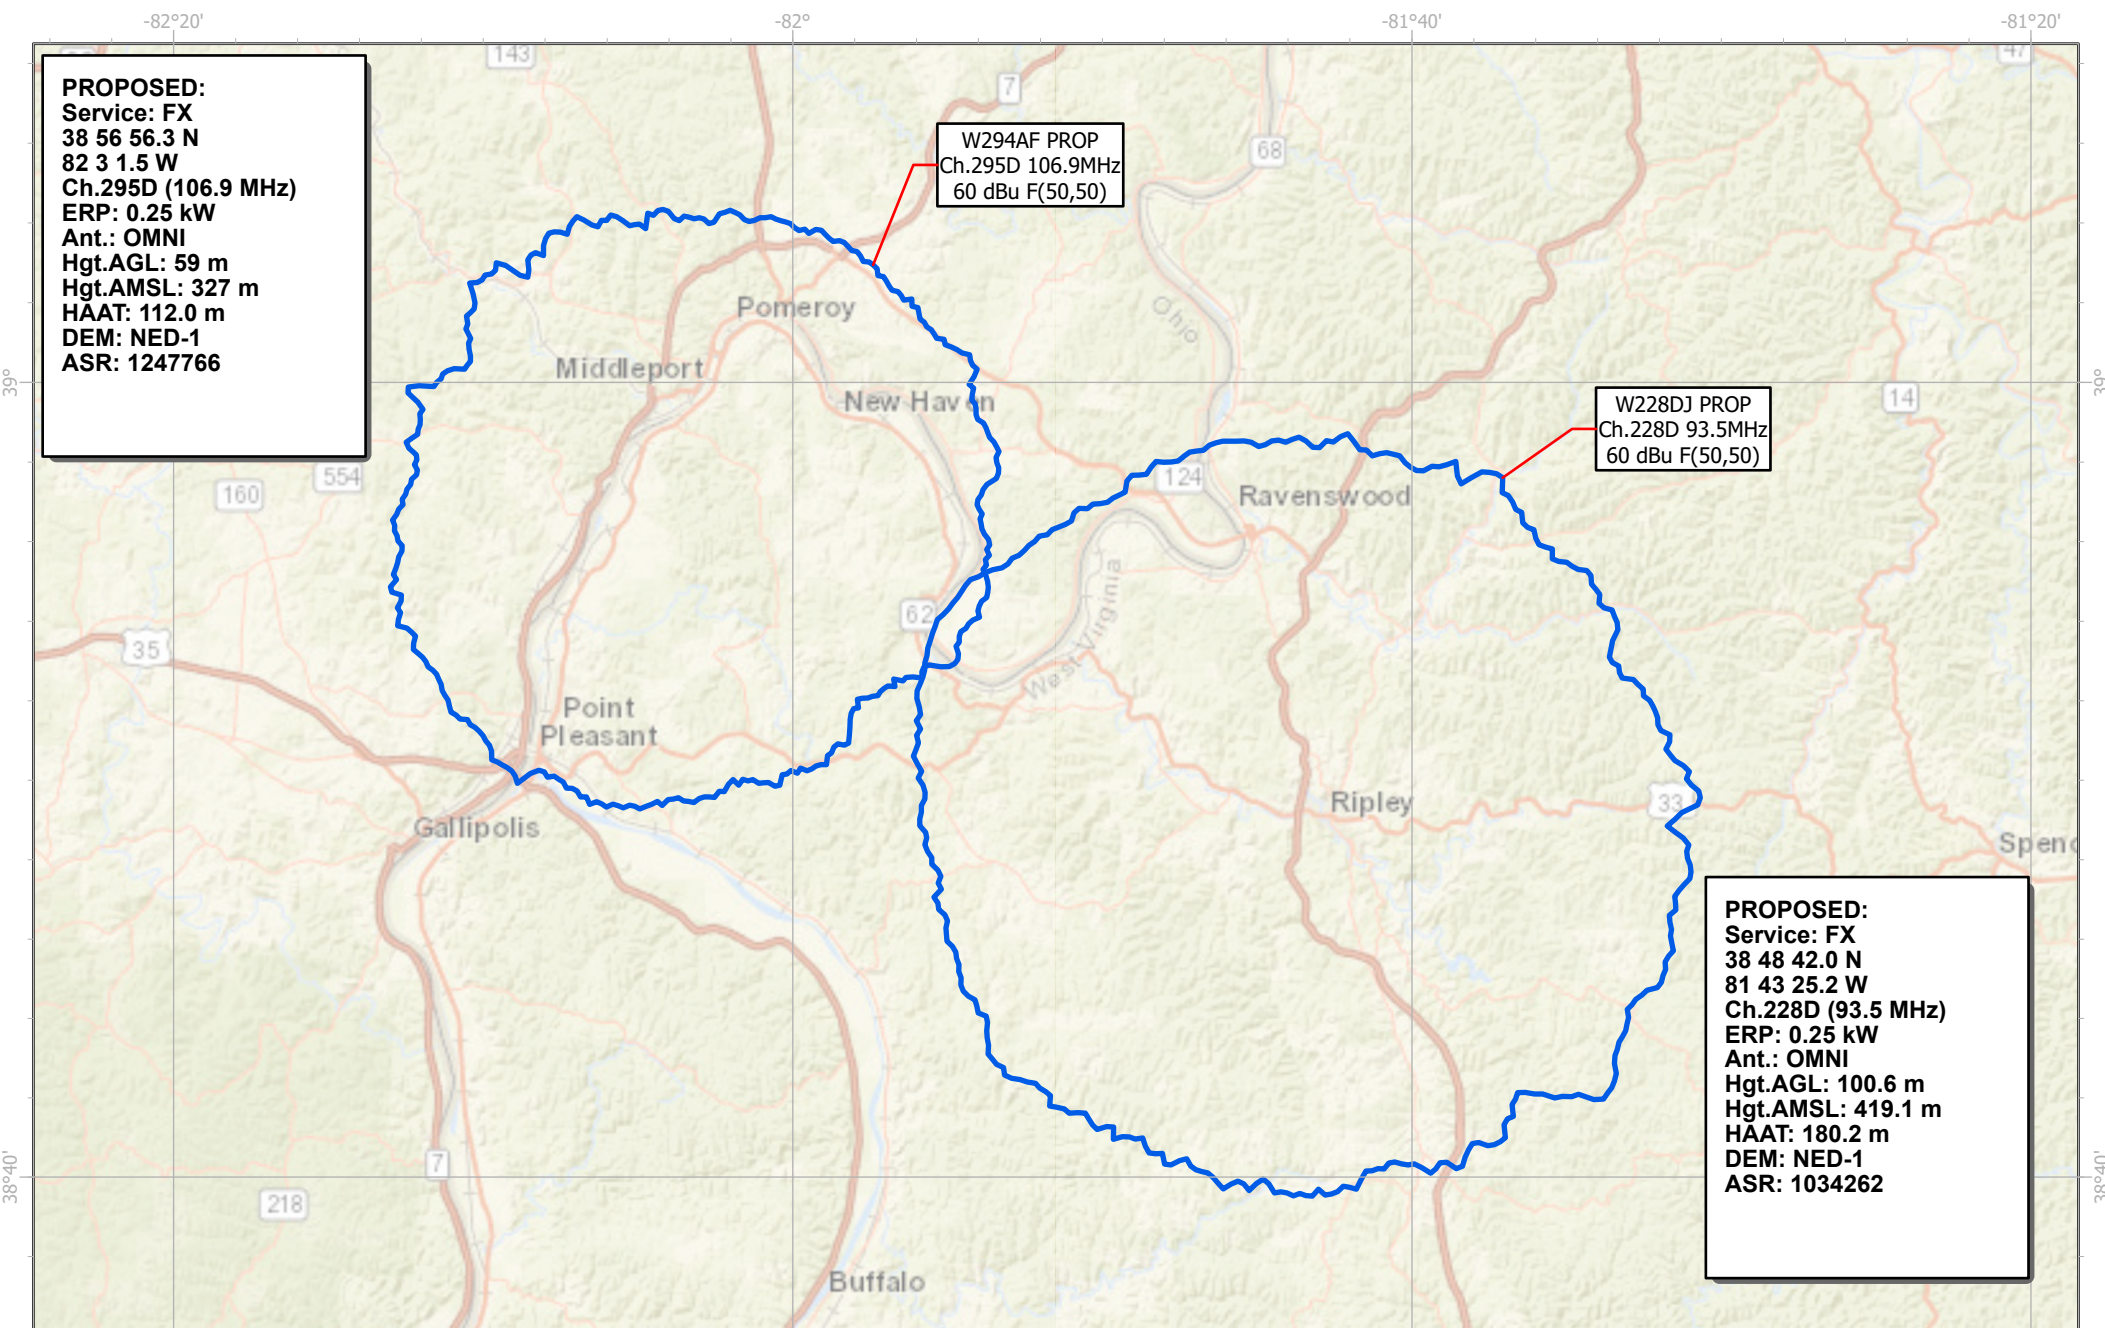 -82°20'
-82°
-81°40'
-81°20'
143
47
7
PROPOSED:
Service: FX
38 56 56.3 N
82 3 1.5 W
Ch.295D (106.9 MHz)
ERP: 0.25 kW
Ant.: OMNI
Hgt.AGL: 59 m
Hgt.AMSL: 327 m
HAAT: 112.0 m
DEM: NED-1
ASR: 1247766
W294AF PROP
Ch.295D 106.9MHz
60 dBu F(50,50)
68
Ohio
Pomeroy
Middleport
39°
39°
New Haven
14
W228DJ PROP
Ch.228D 93.5MHz
60 dBu F(50,50)
554
160
124
Ravenswood
62
West Virginia
35
Point
Pleasant
33
Ripley
Gallipolis
Spenc
PROPOSED:
Service: FX
38 48 42.0 N
81 43 25.2 W
Ch.228D (93.5 MHz)
ERP: 0.25 kW
Ant.: OMNI
Hgt.AGL: 100.6 m
Hgt.AMSL: 419.1 m
HAAT: 180.2 m
DEM: NED-1
ASR: 1034262
7
38°40'
38°40'
218
Buffalo